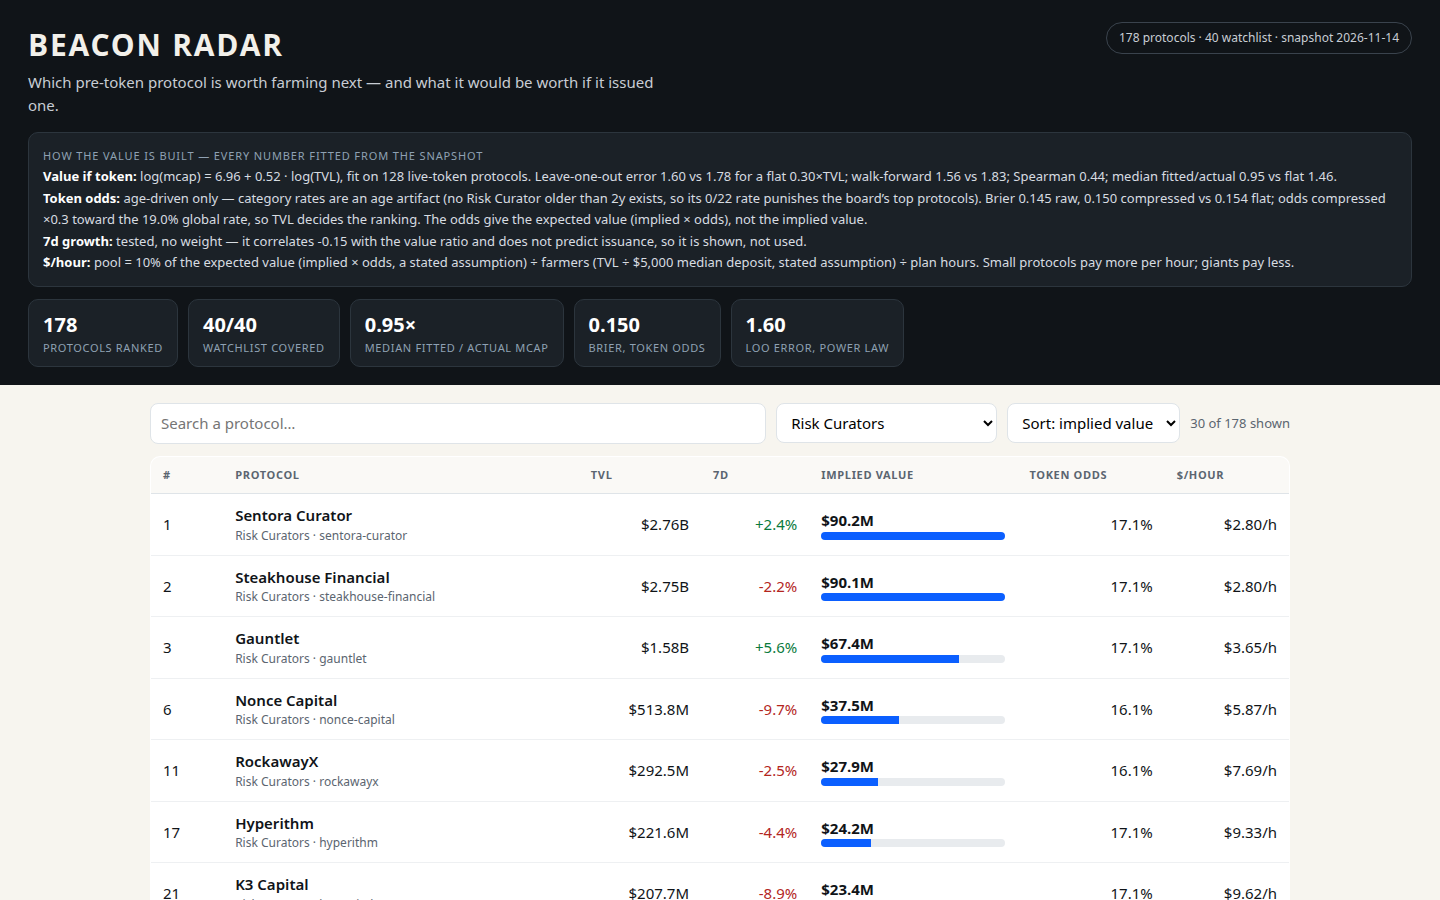 BEACON RADAR
178 protocols · 40 watchlist · snapshot 2026-11-14
Which pre-token protocol is worth farming next — and what it would be worth if it issued
one.
HOW THE VALUE IS BUILT — EVERY NUMBER FITTED FROM THE SNAPSHOT
Value if token: log(mcap) = 6.96 + 0.52 · log(TVL), fit on 128 live-token protocols. Leave-one-out error 1.60 vs 1.78 for a flat 0.30×TVL; walk-forward 1.56 vs 1.83; Spearman 0.44; median fitted/actual 0.95 vs flat 1.46.
Token odds: age-driven only — category rates are an age artifact (no Risk Curator older than 2y exists, so its 0/22 rate punishes the board's top protocols). Brier 0.145 raw, 0.150 compressed vs 0.154 flat; odds compressed
×0.3 toward the 19.0% global rate, so TVL decides the ranking. The odds give the expected value (implied × odds), not the implied value.
7d growth: tested, no weight — it correlates -0.15 with the value ratio and does not predict issuance, so it is shown, not used.
$/hour: pool = 10% of the expected value (implied × odds, a stated assumption) ÷ farmers (TVL ÷ $5,000 median deposit, stated assumption) ÷ plan hours. Small protocols pay more per hour; giants pay less.
178
PROTOCOLS RANKED
40/40
WATCHLIST COVERED
0.95×
MEDIAN FITTED / ACTUAL MCAP
0.150
BRIER, TOKEN ODDS
1.60
LOO ERROR, POWER LAW
Search a protocol...
Risk Curators
Sort: implied value
30 of 178 shown
# PROTOCOL TVL 7D IMPLIED VALUE TOKEN ODDS $/HOUR
1 Sentora Curator $2.76B +2.4% $90.2M 17.1% $2.80/h
Risk Curators · sentora-curator
2 Steakhouse Financial $2.75B -2.2% $90.1M 17.1% $2.80/h
Risk Curators · steakhouse-financial
3 Gauntlet $1.58B +5.6% $67.4M 17.1% $3.65/h
Risk Curators · gauntlet
6 Nonce Capital $513.8M -9.7% $37.5M 16.1% $5.87/h
Risk Curators · nonce-capital
11 RockawayX $292.5M -2.5% $27.9M 16.1% $7.69/h
Risk Curators · rockawayx
17 Hyperithm $221.6M -4.4% $24.2M 17.1% $9.33/h
Risk Curators · hyperithm
21 K3 Capital $207.7M -8.9% $23.4M 17.1% $9.62/h